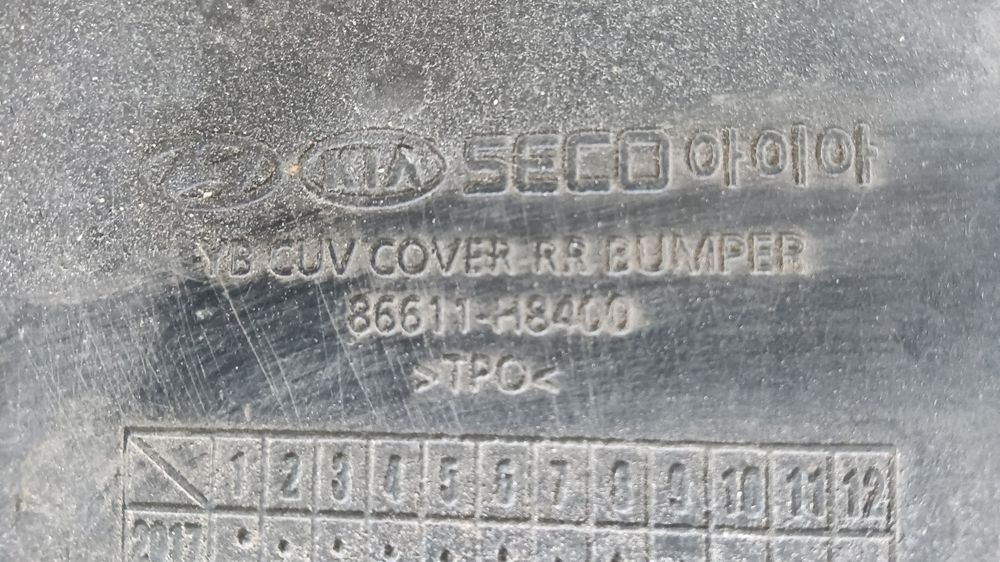 KIA SECO 아이아
YB CUV COVER-RR BUMPER
86611-H8400
>TPO<
1 2 3 4 5 6 7 8 9 10 11 12
2017